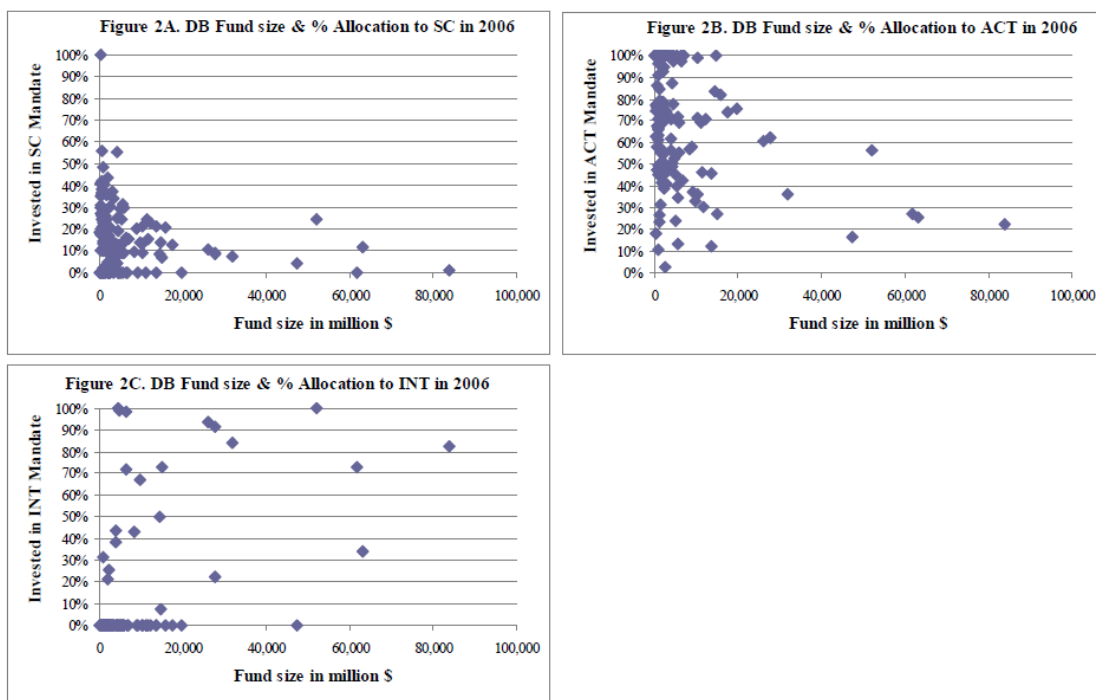 Figure 2A. DB Fund size & % Allocation to SC in 2006
Invested in SC Mandate
100%
90%
80%
70%
60%
50%
40%
30%
20%
10%
0%
0 20,000 40,000 60,000 80,000 100,000
Fund size in million $
Figure 2B. DB Fund size & % Allocation to ACT in 2006
Invested in ACT Mandate
100%
90%
80%
70%
60%
50%
40%
30%
20%
10%
0%
0 20,000 40,000 60,000 80,000 100,000
Fund size in million $
Figure 2C. DB Fund size & % Allocation to INT in 2006
Invested in INT Mandate
100%
90%
80%
70%
60%
50%
40%
30%
20%
10%
0%
0 20,000 40,000 60,000 80,000 100,000
Fund size in million $